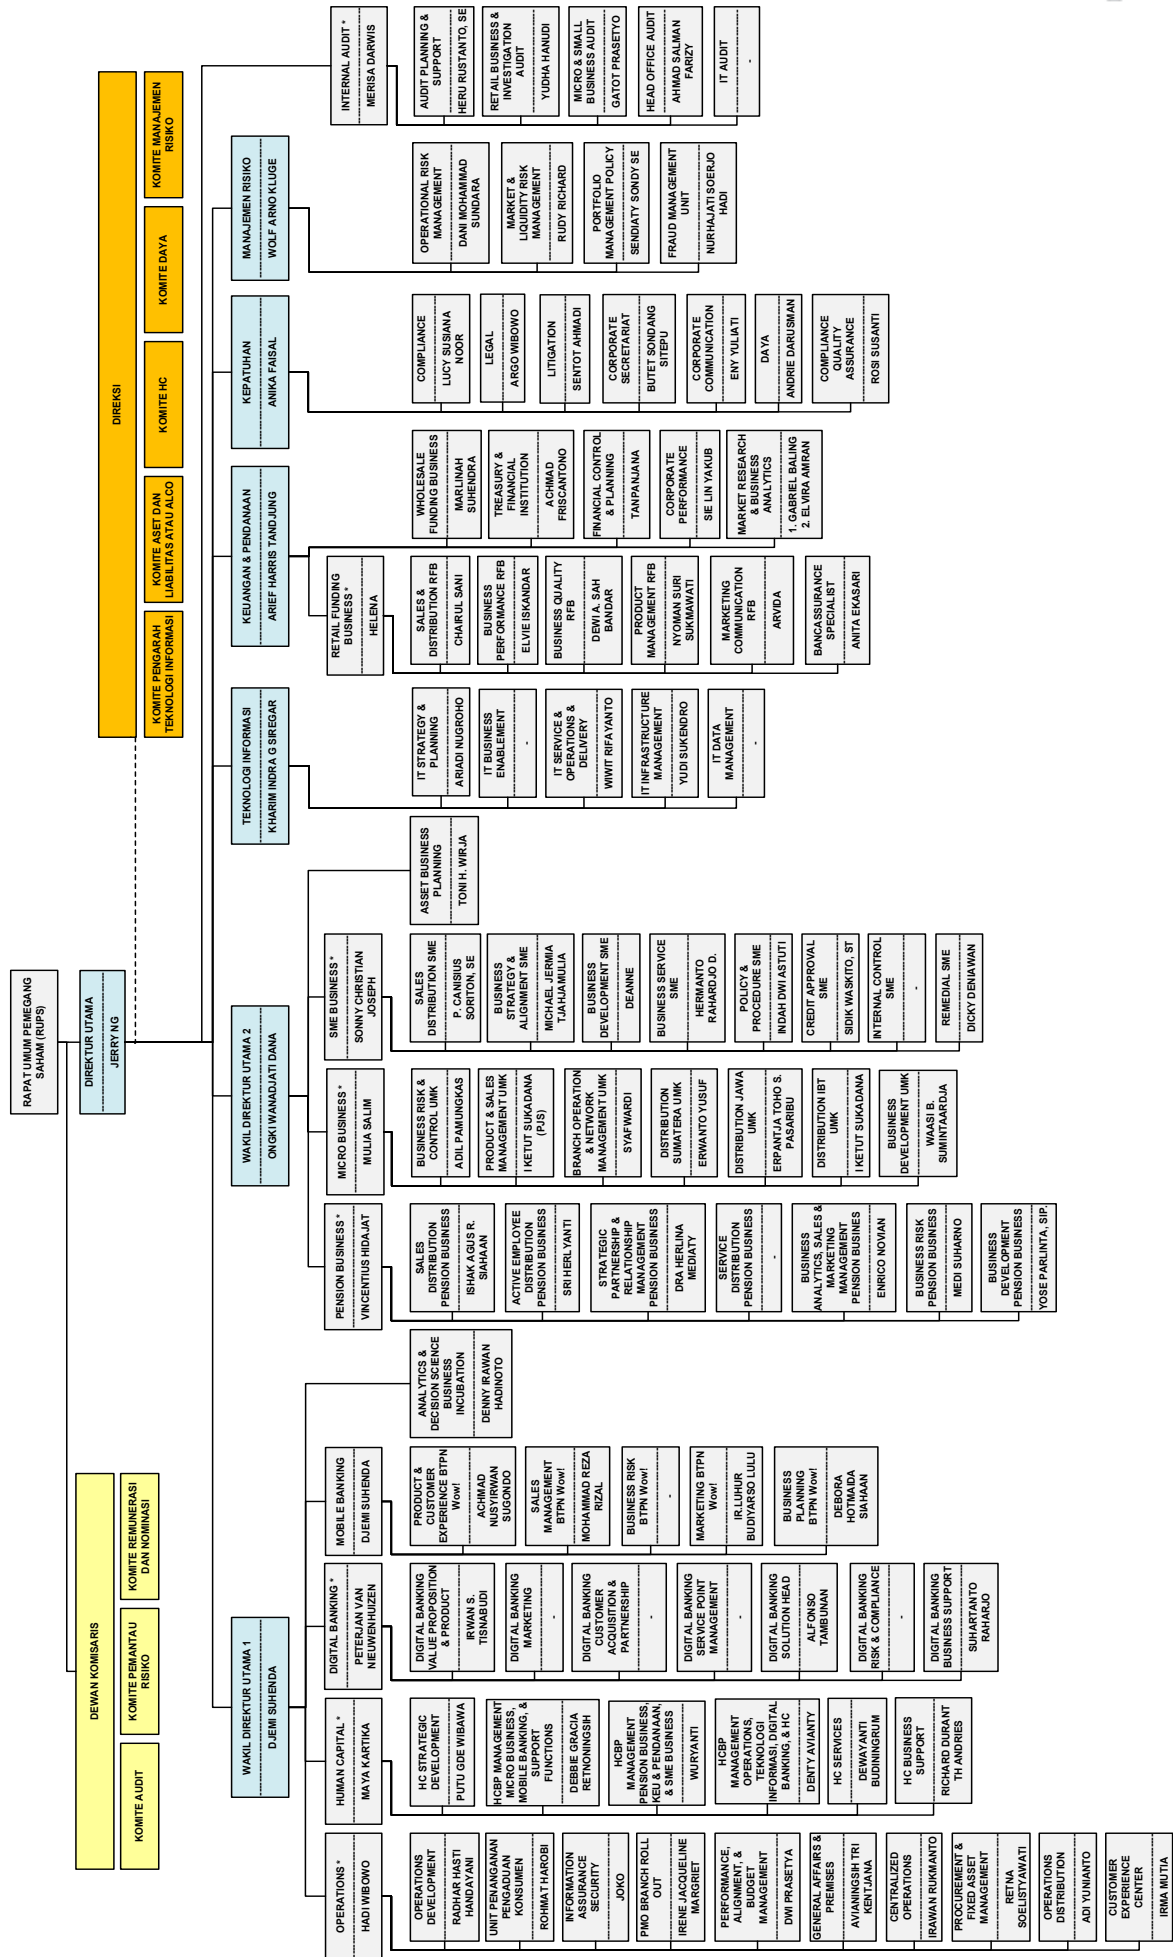 RAPAT UMUM PEMEGANG
SAHAM (RUPS)
DEWAN KOMISARIS
KOMITE AUDIT
KOMITE PEMANTAU
RISIKO
KOMITE REMUNERASI
DAN NOMINASI
DIREKTUR UTAMA
JERRY NG
DIREKSI
KOMITE PENGARAH
TEKNOLOGI INFORMASI
KOMITE ASET DAN
LIABILITAS ATAU ALCO
KOMITE HC
KOMITE DAYA
KOMITE MANAJEMEN
RISIKO
WAKIL DIREKTUR UTAMA 1
DJEMI SUHENDA
WAKIL DIREKTUR UTAMA 2
ONGKI WANADJATI DANA
TEKNOLOGI INFORMASI
KHARIM INDRA G SIREGAR
KEUANGAN & PENDANAAN
ARIEF HARRIS TANDJUNG
KEPATUHAN
ANIKA FAISAL
MANAJEMEN RISIKO
WOLF ARNO KLUGE
OPERATIONS *
HADI WIBOWO
OPERATIONS
DEVELOPMENT
RADHAR HASTI
HANDAYANI
UNIT PENANGANAN
PENGADUAN
KONSUMEN
ROHMAT HAROBI
INFORMATION
ASSURANCE
SECURITY
JOKO
PMO BRANCH ROLL
OUT
IRENE JACQUELINE
MARGRIET
PERFORMANCE,
ALIGNMENT, &
BUDGET
MANAGEMENT
DWI PRASETYA
GENERAL AFFAIRS &
PREMISES
AVIANINGSIH TRI
KENTJANA
CENTRALIZED
OPERATIONS
IRAWAN RUKMANTO
PROCUREMENT &
FIXED ASSET
MANAGEMENT
RETNA
SOELISTYAWATI
OPERATIONS
DISTRIBUTION
ADI YUNIANTO
CUSTOMER
EXPERIENCE
CENTER
IRMA MUTIA
HUMAN CAPITAL *
MAYA KARTIKA
HC STRATEGIC
DEVELOPMENT
PUTU GDE WIBAWA
HCBP MANAGEMENT
MICRO BUSINESS,
MOBILE BANKING, &
SUPPORT
FUNCTIONS
DEBBIE GRACIA
RETNONINGSIH
HCBP
MANAGEMENT
PENSION BUSINESS,
KEU & PENDANAAN,
& SME BUSINESS
WURYANTI
HCBP
MANAGEMENT
OPERATIONS,
TEKNOLOGI
INFORMASI, DIGITAL
BANKING, & HC
DENTY AVIANTY
HC SERVICES
DEWAYANTI
BUDININGRUM
HC BUSINESS
SUPPORT
RICHARD DURANT
TH ANDRIES
DIGITAL BANKING *
PETERJAN VAN
NIEUWENHUIZEN
DIGITAL BANKING
VALUE PROPOSITION
& PRODUCT
IRWAN S.
TISNABUDI
DIGITAL BANKING
MARKETING
-
DIGITAL BANKING
CUSTOMER
ACQUISITION &
PARTNERSHIP
-
DIGITAL BANKING
SERVICE POINT
MANAGEMENT
-
DIGITAL BANKING
SOLUTION HEAD
ALFONSO
TAMBUNAN
DIGITAL BANKING
RISK & COMPLIANCE
-
DIGITAL BANKING
BUSINESS SUPPORT
SUHARTANTO
RAHARJO
MOBILE BANKING
DJEMI SUHENDA
PRODUCT &
CUSTOMER
EXPERIENCE BTPN
Wow!
ACHMAD
NUSYIRWAN
SUGONDO
SALES
MANAGEMENT
BTPN Wow!
MOHAMMAD REZA
RIZAL
BUSINESS RISK
BTPN Wow!
-
MARKETING BTPN
Wow!
IR.LUHUR
BUDIYARSO LULU
BUSINESS
PLANNING
BTPN Wow!
DEBORA
HOTMADA
SIAHAAN
ANALYTICS &
DECISION SCIENCE
BUSINESS
INCUBATION
DENNY IRAWAN
HADINOTO
PENSION BUSINESS *
VINCENTIUS HIDAJAT
SALES
DISTRIBUTION
PENSION BUSINESS
ISHAK AGUS R.
SIAHAAN
ACTIVE EMPLOYEE
DISTRIBUTION
PENSION BUSINESS
SRI HERLYANTI
STRATEGIC
PARTNERSHIP &
RELATIONSHIP
MANAGEMENT
PENSION BUSINESS
DRA HERLINA
MEDIATY
SERVICE
DISTRIBUTION
PENSION BUSINESS
-
BUSINESS
ANALYTICS, SALES &
MARKETING
MANAGEMENT
PENSION BUSINES
ENRICO NOVIAN
BUSINESS RISK
PENSION BUSINESS
MEDI SUHARNO
BUSINESS
DEVELOPMENT
PENSION BUSINESS
YOSE PARLINTA, SIP.
MICRO BUSINESS *
MULIA SALIM
BUSINESS RISK &
CONTROL UMK
ADIL PAMUNGKAS
PRODUCT & SALES
MANAGEMENT UMK
I KETUT SUKADANA
(PJS)
BRANCH OPERATION
& NETWORK
MANAGEMENT UMK
SYAFWARDI
DISTRIBUTION
SUMATERA UMK
ERWANTO YUSUF
DISTRIBUTION JAWA
UMK
ERPANTJA TOHO S.
PASARIBU
DISTRIBUTION IBT
UMK
I KETUT SUKADANA
BUSINESS
DEVELOPMENT UMK
WAASI B.
SUMINTAARDJA
SME BUSINESS *
SONNY CHRISTIAN
JOSEPH
SALES
DISTRIBUTION SME
P. CANISIUS
SORITON, SE
BUSINESS
STRATEGY &
ALIGNMENT SME
MICHAEL JERMIA
TJAHJAMULIA
BUSINESS
DEVELOPMENT SME
DEANNE
BUSINESS SERVICE
SME
HERMANTO
RAHARDJO D.
POLICY &
PROCEDURE SME
INDAH DWI ASTUTI
CREDIT APPROVAL
SME
SIDIK WASKITO, ST
INTERNAL CONTROL
SME
-
REMEDIAL SME
DICKY DENIAWAN
ASSET BUSINESS
PLANNING
TONI H. WIRJA
IT STRATEGY &
PLANNING
ARIADI NUGROHO
IT BUSINESS
ENABLEMENT
-
IT SERVICE &
OPERATIONS &
DELIVERY
WIWIT RIFAYANTO
IT INFRASTRUCTURE
MANAGEMENT
YUDI SUKENDRO
IT DATA
MANAGEMENT
-
RETAIL FUNDING
BUSINESS *
HELENA
SALES &
DISTRIBUTION RFB
CHAIRUL SANI
BUSINESS
PERFORMANCE RFB
ELVIE ISKANDAR
BUSINESS QUALITY
RFB
DEWI A. SAH
BANDAR
PRODUCT
MANAGEMENT RFB
NYOMAN SURI
SUKMAWATI
MARKETING
COMMUNICATION
RFB
ARVIDA
BANCASSURANCE
SPECIALIST
ANITA EKASARI
WHOLESALE
FUNDING BUSINESS
MARLINAH
SUHENDRA
TREASURY &
FINANCIAL
INSTITUTION
ACHMAD
FRISCANTONO
FINANCIAL CONTROL
& PLANNING
TANPANJANA
CORPORATE
PERFORMANCE
SIE LIN YAKUB
MARKET RESEARCH
& BUSINESS
ANALYTICS
1. GABRIEL BALING
2. ELVIRA AMRAN
COMPLIANCE
LUCY SUSIANA
NOOR
LEGAL
ARGO WIBOWO
LITIGATION
SENTOT AHMADI
CORPORATE
SECRETARIAT
BUTET SONDANG
SITEPU
CORPORATE
COMMUNICATION
ENY YULIATI
DAYA
ANDRIE DARUSMAN
COMPLIANCE
QUALITY
ASSURANCE
ROSI SUSANTI
OPERATIONAL RISK
MANAGEMENT
DANI MOHAMMAD
SUNDARA
MARKET &
LIQUIDITY RISK
MANAGEMENT
RUDY RICHARD
PORTFOLIO
MANAGEMENT POLICY
SENDIATY SONDY SE
FRAUD MANAGEMENT
UNIT
NURHAJATI SOERJO
HADI
INTERNAL AUDIT *
MERISA DARWIS
AUDIT PLANNING &
SUPPORT
HERU RUSTANTO, SE
RETAIL BUSINESS &
INVESTIGATION
AUDIT
YUDHA HANUDI
MICRO & SMALL
BUSINESS AUDIT
GATOT PRASETYO
HEAD OFFICE AUDIT
AHMAD SALMAN
FARIZY
IT AUDIT
-